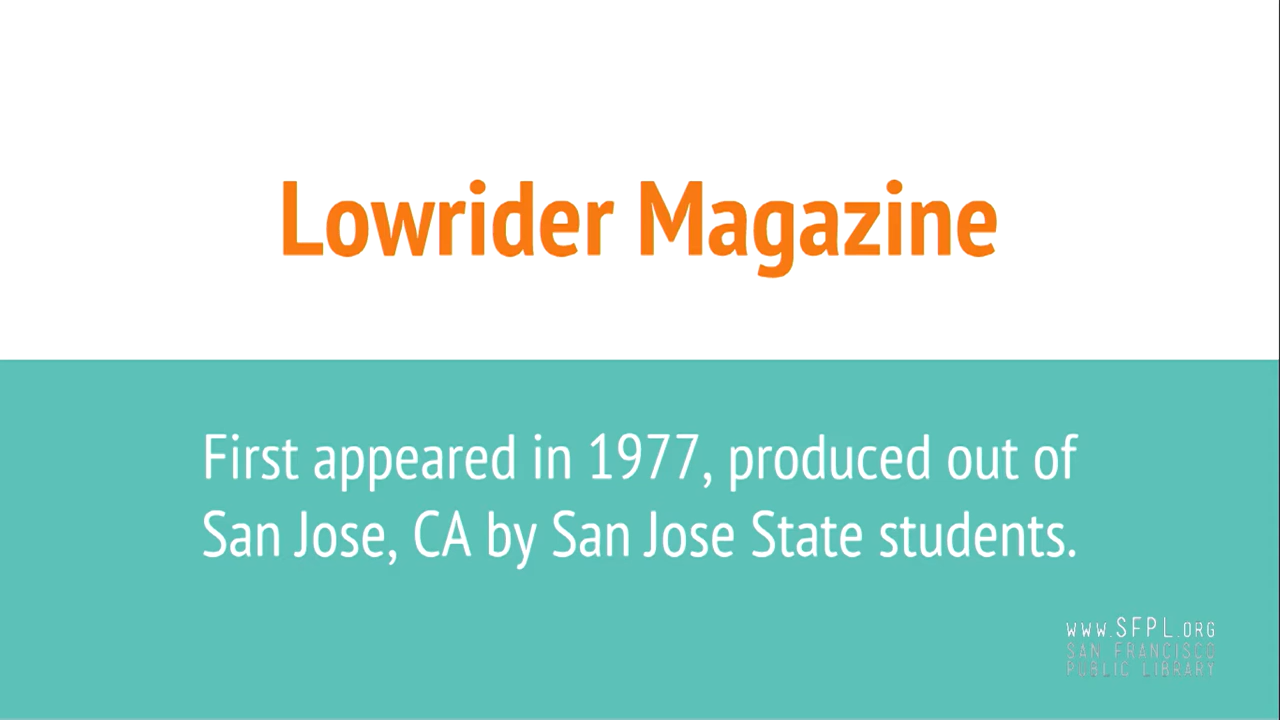 Lowrider Magazine
First appeared in 1977, produced out of
San Jose, CA by San Jose State students.
www.SFPL.ORG
SAN FRANCISCO
PUBLIC LIBRARY